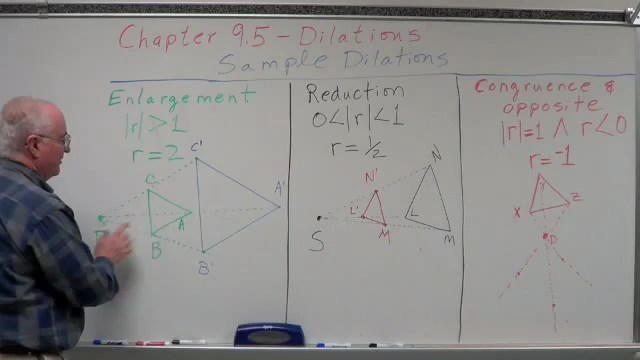 Chapter 9.5 - Dilations
Sample Dilations
Enlargement
|r| > 1
r = 2
C'
C
A'
A
B
B'
Reduction
0 < |r| < 1
r = 1/2
N
N'
L'
L
M'
M
S
Congruence &
opposite
|r| = 1 ∧ r < 0
r = -1
Y
X
Z
D